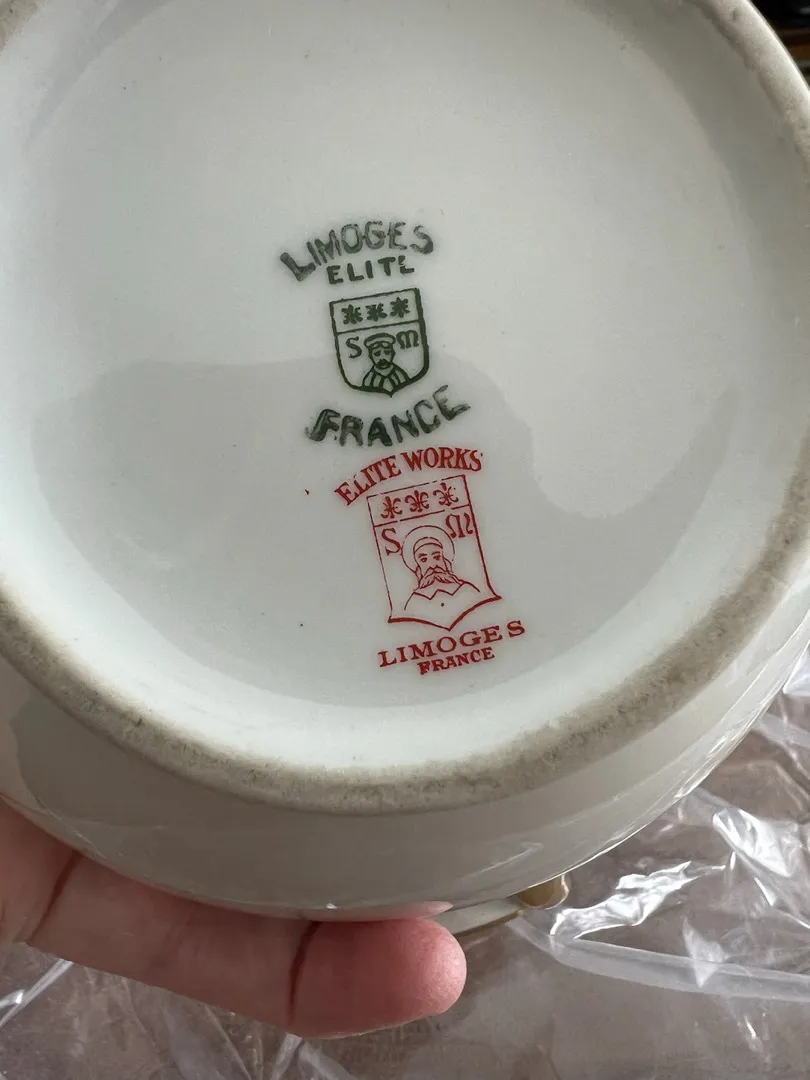 LIMOGES
ELITE
S M
FRANCE
ELITE WORKS
S M
LIMOGES
FRANCE